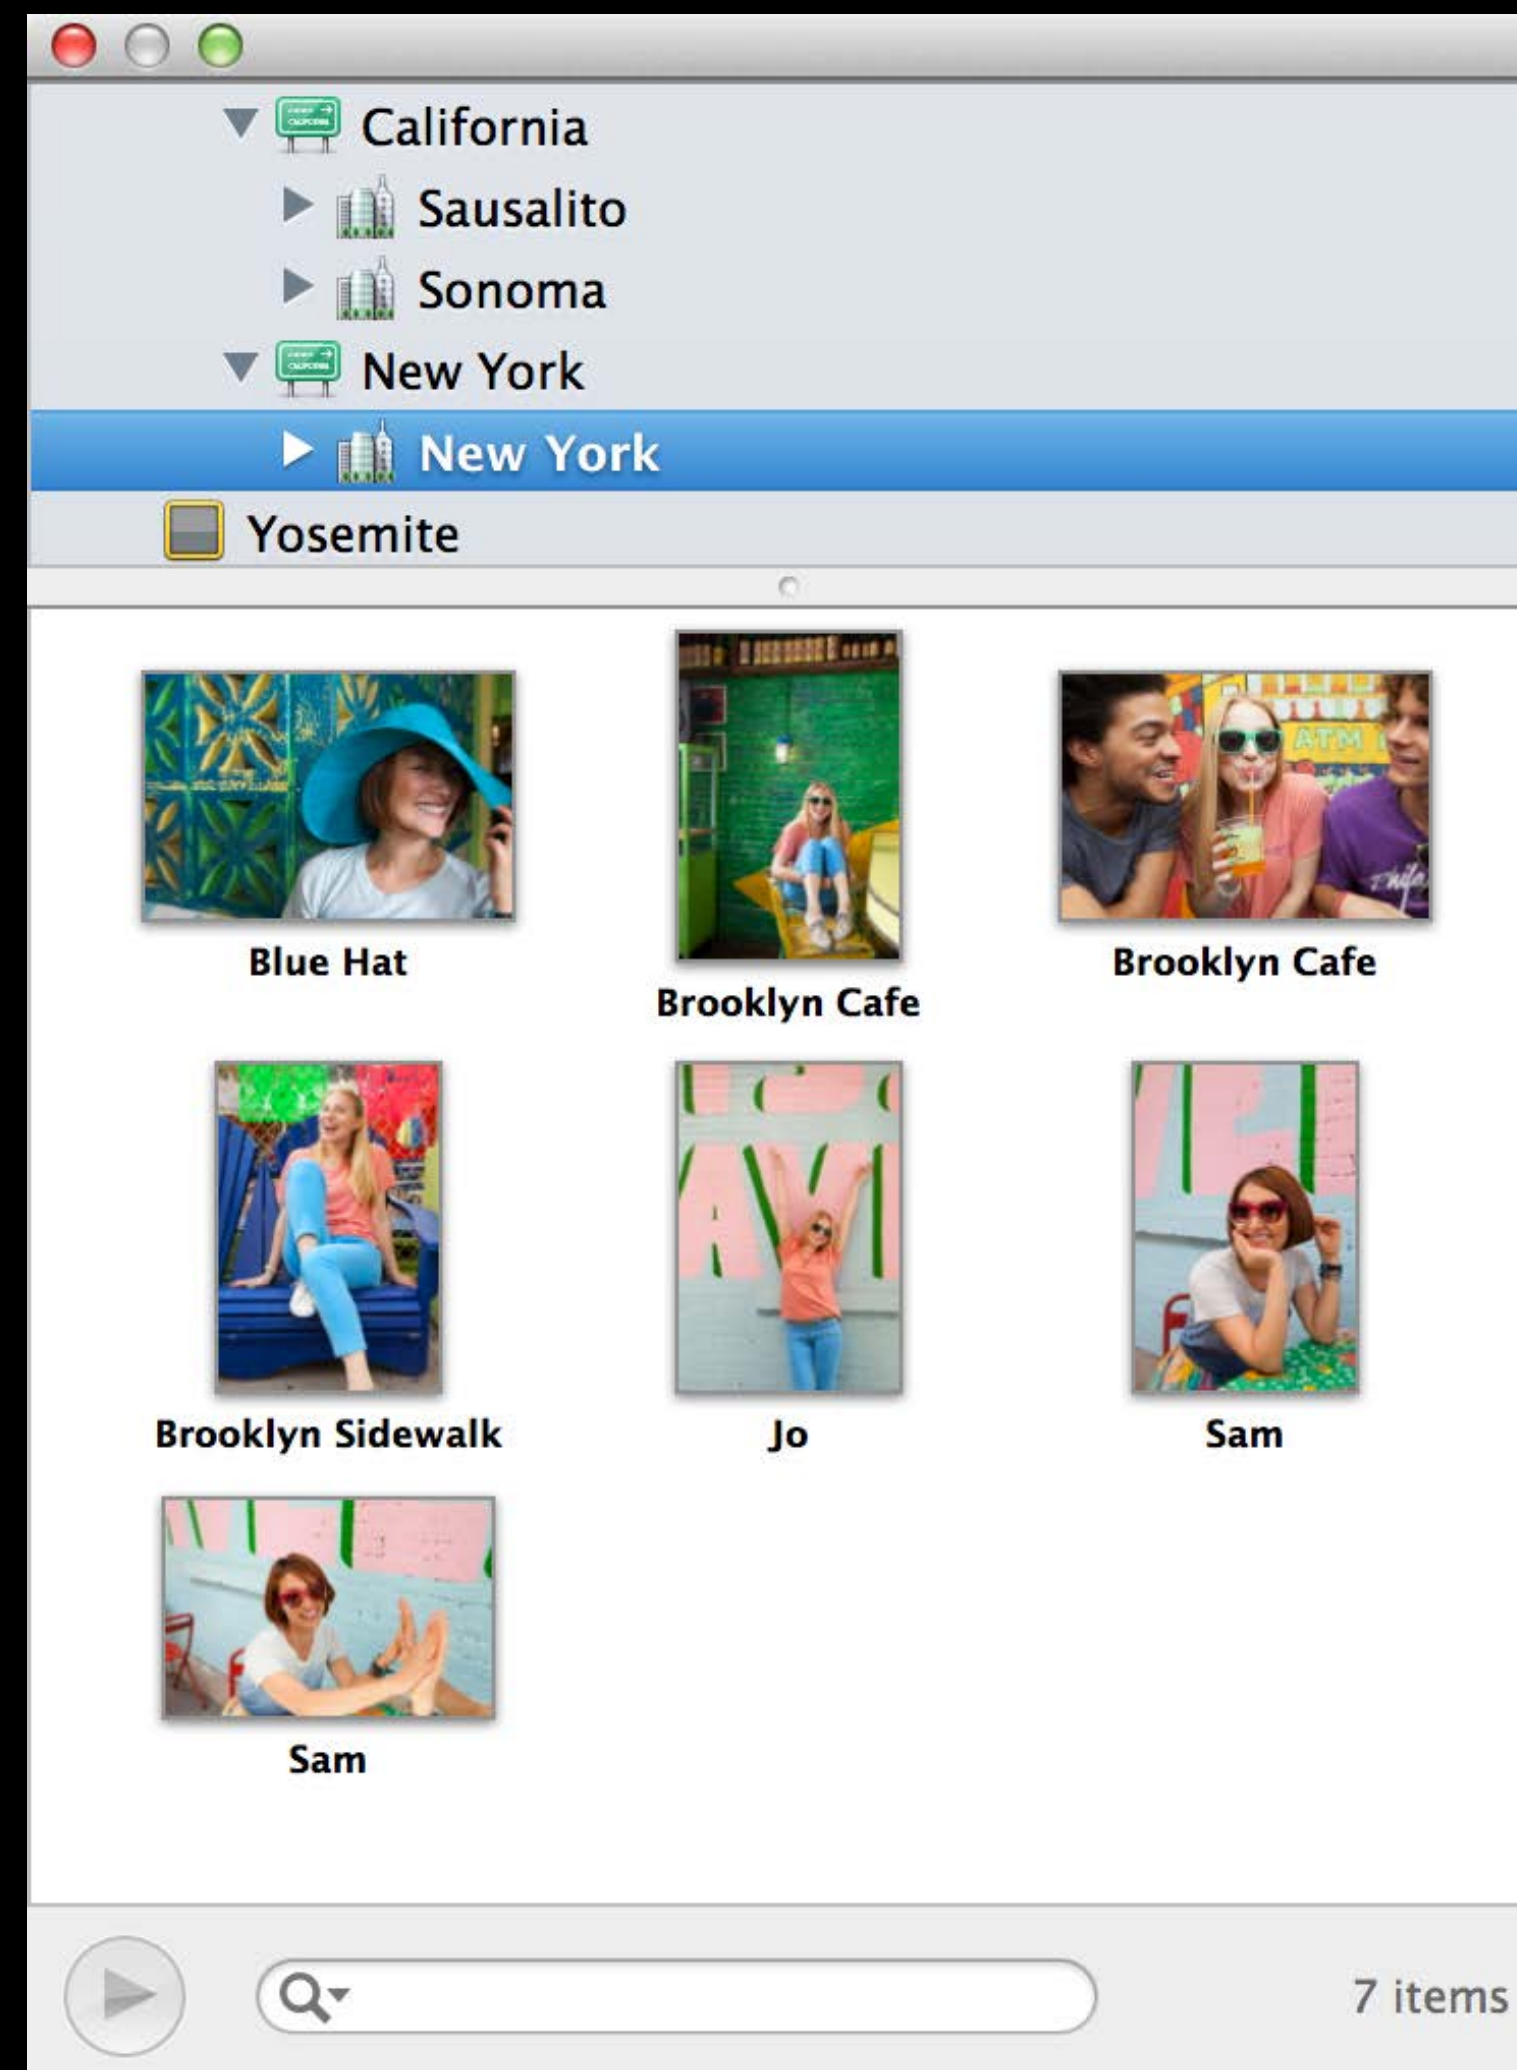 California
Sausalito
Sonoma
New York
New York
Yosemite
ATM
Blue Hat
Brooklyn Cafe
Brooklyn Cafe
Brooklyn Sidewalk
Jo
Sam
Sam
7 items